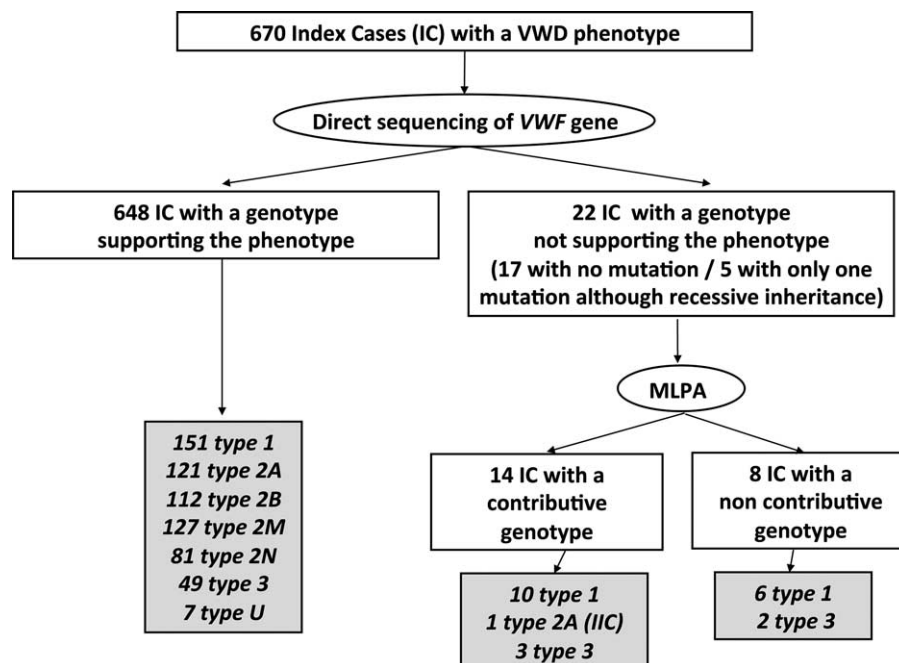 670 Index Cases (IC) with a VWD phenotype
Direct sequencing of VWF gene
648 IC with a genotype
supporting the phenotype
22 IC with a genotype
not supporting the phenotype
(17 with no mutation / 5 with only one
mutation although recessive inheritance)
MLPA
151 type 1
121 type 2A
112 type 2B
127 type 2M
81 type 2N
49 type 3
7 type U
14 IC with a
contributive
genotype
8 IC with a
non contributive
genotype
10 type 1
1 type 2A (IIC)
3 type 3
6 type 1
2 type 3